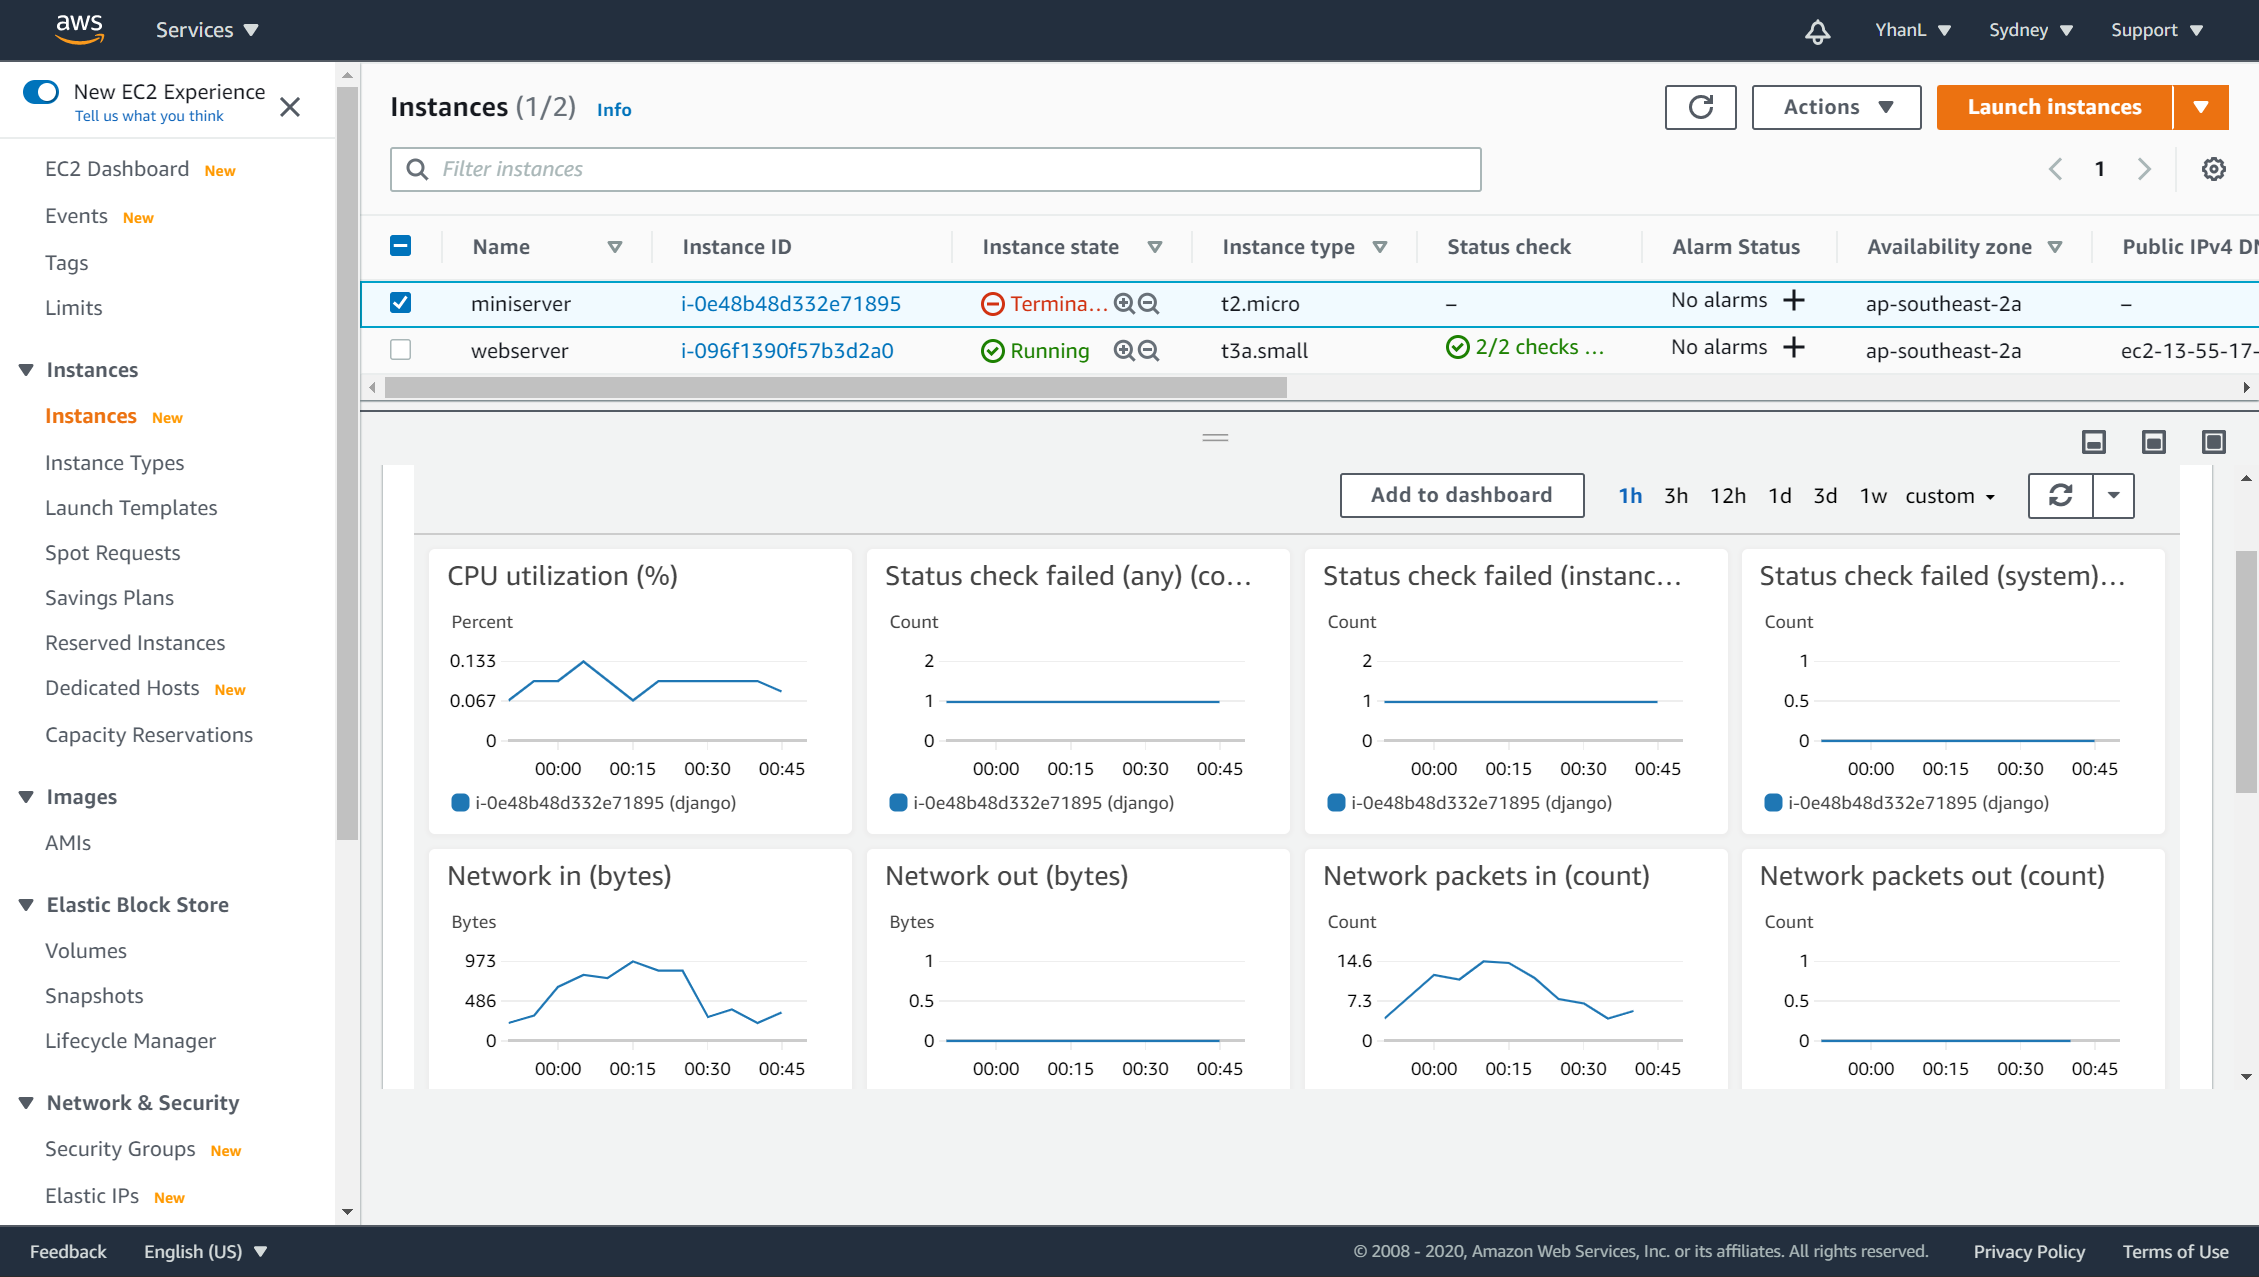 aws Services YhanL Sydney Support
New EC2 Experience
Tell us what you think
EC2 Dashboard New
Events New
Tags
Limits
Instances
Instances New
Instance Types
Launch Templates
Spot Requests
Savings Plans
Reserved Instances
Dedicated Hosts New
Capacity Reservations
Images
AMIs
Elastic Block Store
Volumes
Snapshots
Lifecycle Manager
Network & Security
Security Groups New
Elastic IPs New
Instances (1/2) Info
Actions Launch instances
Filter instances
1
Name Instance ID Instance state Instance type Status check Alarm Status Availability zone Public IPv4 DN
miniserver i-0e48b48d332e71895 Termina... t2.micro – No alarms ap-southeast-2a –
webserver i-096f1390f57b3d2a0 Running t3a.small 2/2 checks ... No alarms ap-southeast-2a ec2-13-55-17-
Add to dashboard 1h 3h 12h 1d 3d 1w custom
CPU utilization (%)
Percent
0.133
0.067
0
00:00 00:15 00:30 00:45
i-0e48b48d332e71895 (django)
Status check failed (any) (co...
Count
2
1
0
00:00 00:15 00:30 00:45
i-0e48b48d332e71895 (django)
Status check failed (instanc...
Count
2
1
0
00:00 00:15 00:30 00:45
i-0e48b48d332e71895 (django)
Status check failed (system)...
Count
1
0.5
0
00:00 00:15 00:30 00:45
i-0e48b48d332e71895 (django)
Network in (bytes)
Bytes
973
486
0
00:00 00:15 00:30 00:45
Network out (bytes)
Bytes
1
0.5
0
00:00 00:15 00:30 00:45
Network packets in (count)
Count
14.6
7.3
0
00:00 00:15 00:30 00:45
Network packets out (count)
Count
1
0.5
0
00:00 00:15 00:30 00:45
Feedback English (US) © 2008 - 2020, Amazon Web Services, Inc. or its affiliates. All rights reserved. Privacy Policy Terms of Use